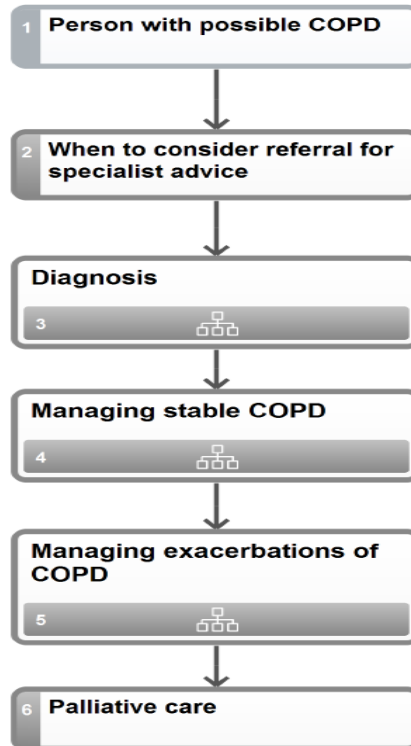 1 Person with possible COPD
2 When to consider referral for
specialist advice
Diagnosis
3
Managing stable COPD
4
Managing exacerbations of
COPD
5
6 Palliative care